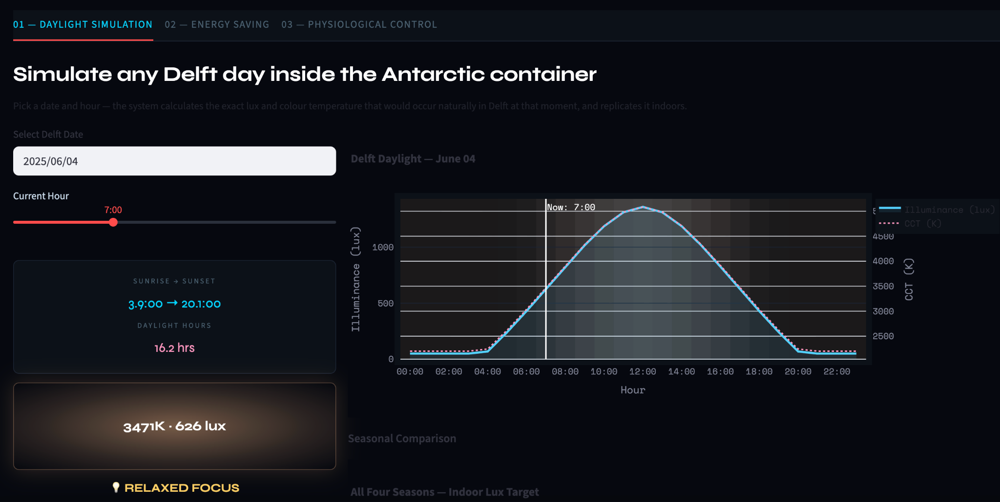 01 — DAYLIGHT SIMULATION
02 — ENERGY SAVING
03 — PHYSIOLOGICAL CONTROL
Simulate any Delft day inside the Antarctic container
Pick a date and hour — the system calculates the exact lux and colour temperature that would occur naturally in Delft at that moment, and replicates it indoors.
Select Delft Date
2025/06/04
Current Hour
7:00
SUNRISE → SUNSET
3.9:00 → 20.1:00
DAYLIGHT HOURS
16.2 hrs
3471K · 626 lux
💡 RELAXED FOCUS
Delft Daylight — June 04
Now: 7:00
Illuminance (lux)
CCT (K)
Illuminance (lux)
1000
500
0
4500
4000
3500
3000
2500
CCT (K)
00:00
02:00
04:00
06:00
08:00
10:00
12:00
14:00
16:00
18:00
20:00
22:00
Hour
Seasonal Comparison
All Four Seasons — Indoor Lux Target